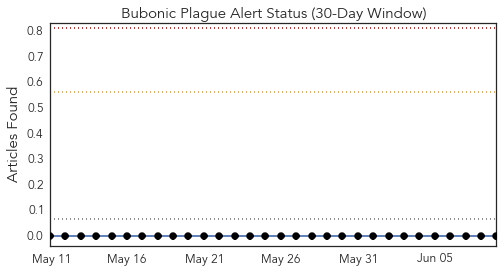 Bubonic Plague Alert Status (30-Day Window)
Articles Found
0.8
0.7
0.6
0.5
0.4
0.3
0.2
0.1
0.0
May 11
May 16
May 21
May 26
May 31
Jun 05